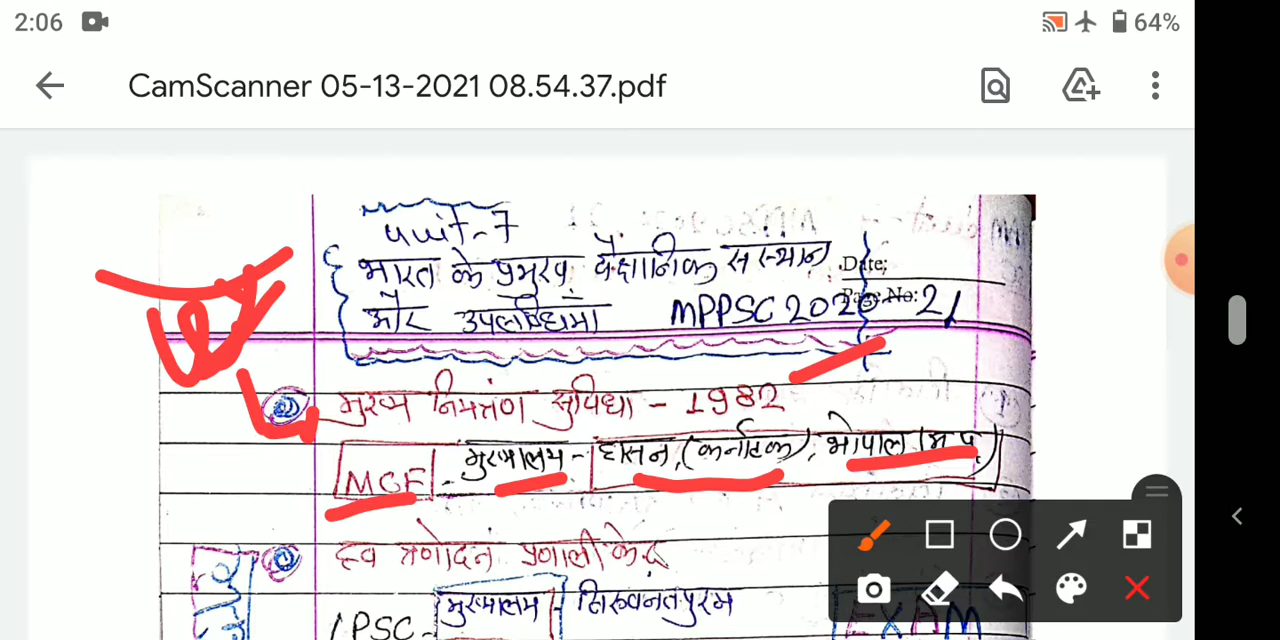 2:06 64%
CamScanner 05-13-2021 08.54.37.pdf
unit-7
भारत के प्रमुख वैज्ञानिक संस्थान
Date:
और उपलब्धियां MPPSC 2020 21
Page No:
मुख्य नियंत्रण सुविधा - 1982
MCF - मुख्यालय - हासन, (कर्नाटक), भोपाल (म.प्र)
द्रव प्रणोदन प्रणाली केंद्र
LPSC - मुख्यालय - तिरुवनंतपुरम
EXAM